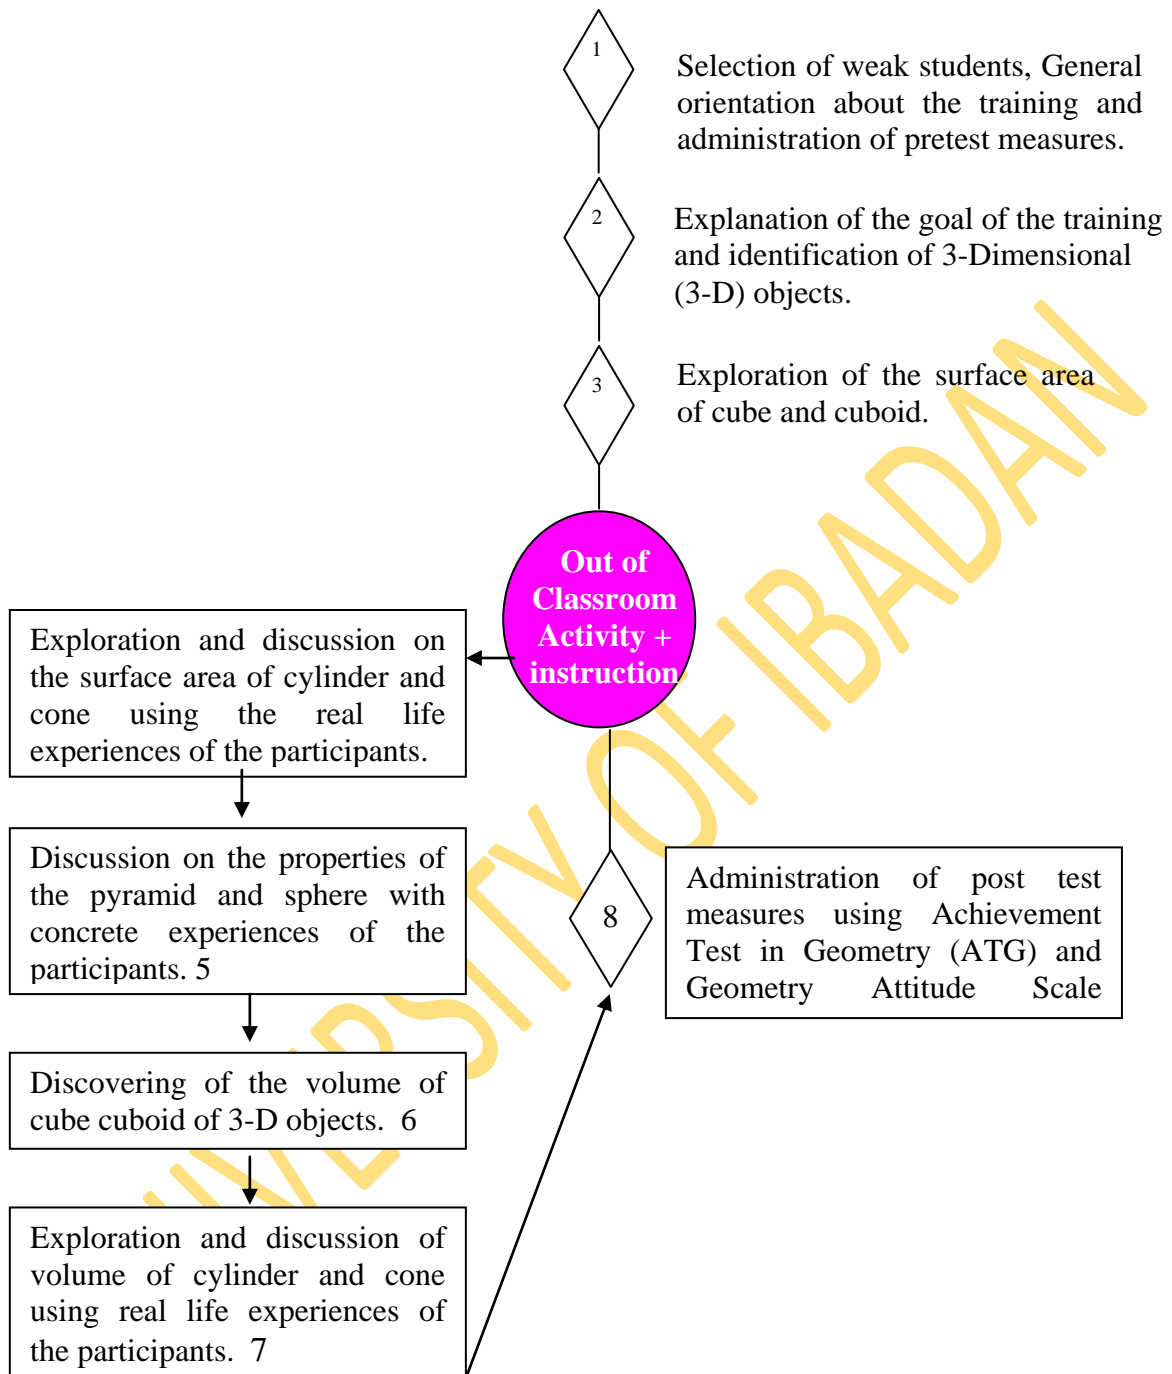 1
Selection of weak students, General
orientation about the training and
administration of pretest measures.
2
Explanation of the goal of the training
and identification of 3-Dimensional
(3-D) objects.
3
Exploration of the surface area
of cube and cuboid.
Out of
Classroom
Activity +
instruction
Exploration and discussion on
the surface area of cylinder and
cone using the real life
experiences of the participants.
Discussion on the properties of
the pyramid and sphere with
concrete experiences of the
participants. 5
8
Administration of post test
measures using Achievement
Test in Geometry (ATG) and
Geometry Attitude Scale
Discovering of the volume of
cube cuboid of 3-D objects. 6
Exploration and discussion of
volume of cylinder and cone
using real life experiences of
the participants. 7
IVERSITY OF IBADAN